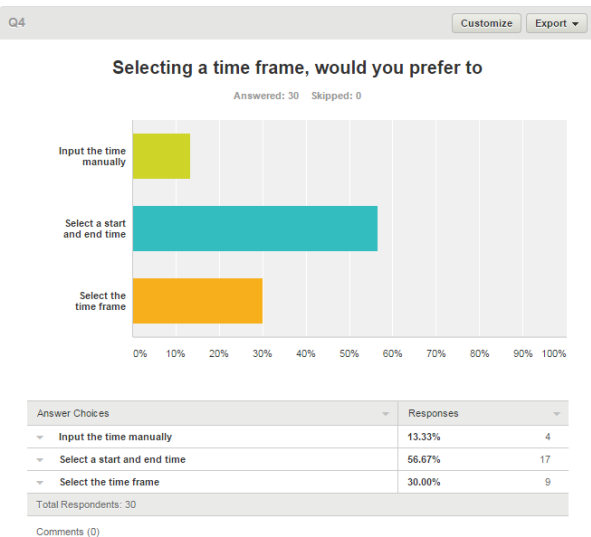 Q4
Customize
Export
Selecting a time frame, would you prefer to
Answered: 30 Skipped: 0
Input the time
manually
Select a start
and end time
Select the
time frame
0% 10% 20% 30% 40% 50% 60% 70% 80% 90% 100%
Answer Choices Responses
Input the time manually 13.33% 4
Select a start and end time 56.67% 17
Select the time frame 30.00% 9
Total Respondents: 30
Comments (0)